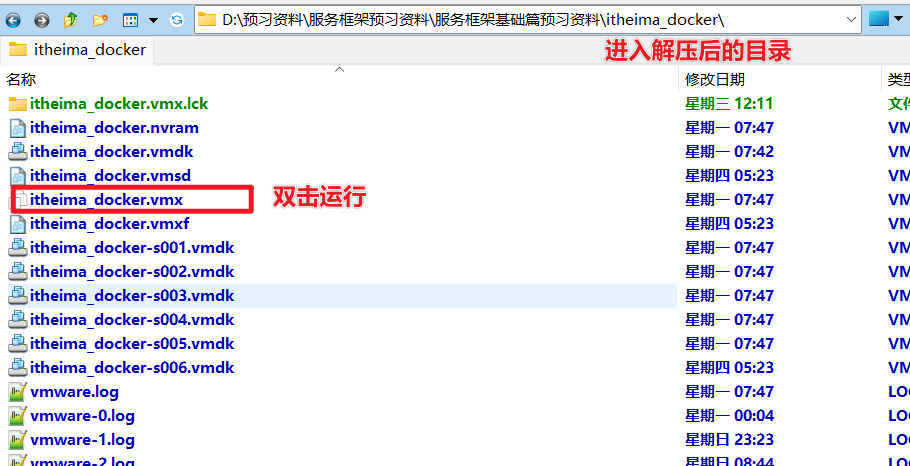 D:\预习资料\服务框架预习资料\服务框架基础篇预习资料\itheima_docker\
itheima_docker
进入解压后的目录
名称 修改日期 类型
itheima_docker.vmx.lck 星期三 12:11 文件
itheima_docker.nvram 星期一 07:47 VM
itheima_docker.vmdk 星期一 07:42 VM
itheima_docker.vmsd 星期四 05:23 VM
itheima_docker.vmx 双击运行 星期一 07:47 VM
itheima_docker.vmxf 星期四 05:23 VM
itheima_docker-s001.vmdk 星期一 07:47 VM
itheima_docker-s002.vmdk 星期一 07:47 VM
itheima_docker-s003.vmdk 星期一 07:47 VM
itheima_docker-s004.vmdk 星期一 07:47 VM
itheima_docker-s005.vmdk 星期一 07:47 VM
itheima_docker-s006.vmdk 星期四 05:23 VM
vmware.log 星期一 07:47 LOG
vmware-0.log 星期一 00:04 LOG
vmware-1.log 星期日 23:23 LOG
vmware-2.log 星期日 08:44 LOG